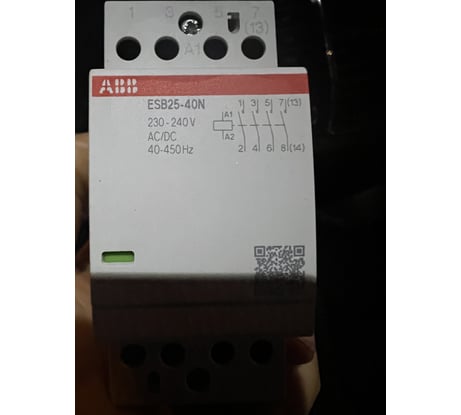 1 3 5 7
A1 (13)
ABB
ESB25-40N
230-240V
AC/DC
40-450Hz
1 3 5 7(13)
A1
A2
2 4 6 8(14)